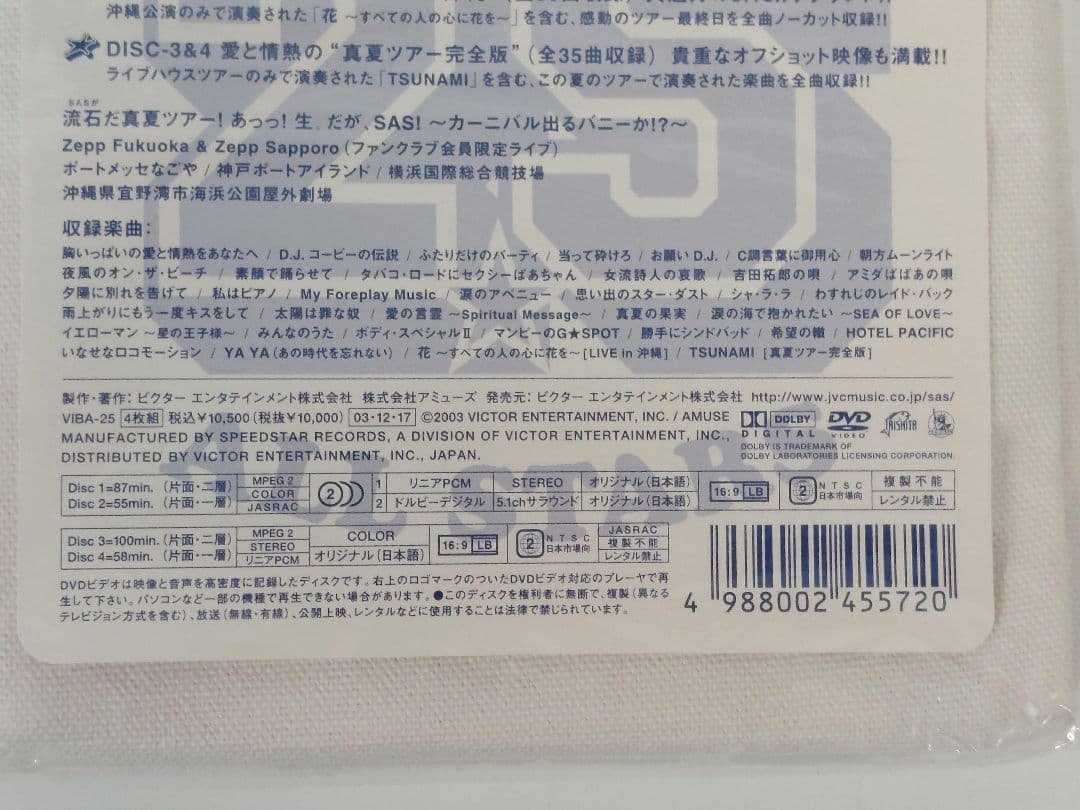 沖縄公演のみで演奏された「花 ～すべての人の心に花を～」を含む、感動のツアー最終日を全曲ノーカット収録!!
DISC-3&4 愛と情熱の “真夏ツアー完全版” (全35曲収録) 貴重なオフショット映像も満載!!
ライブハウスツアーのみで演奏された「TSUNAMI」を含む、この夏のツアーで演奏された楽曲を全曲収録!!
SASが
流石だ真夏ツアー! あっっ! 生。だが、SAS! ～カーニバル出るバニーか!?～
Zepp Fukuoka & Zepp Sapporo (ファンクラブ会員限定ライブ)
ポートメッセなごや / 神戸ポートアイランド / 横浜国際総合競技場
沖縄県宜野湾市海浜公園屋外劇場
収録楽曲:
胸いっぱいの愛と情熱をあなたへ / D.J. コービーの伝説 / ふたりだけのパーティ / 当って砕けろ / お願い D.J. / C調言葉に御用心 / 朝方ムーンライト
夜風のオン・ザ・ビーチ / 素顔で踊らせて / タバコ・ロードにセクシーばあちゃん / 女流詩人の哀歌 / 吉田拓郎の唄 / アミダばばあの唄
夕陽に別れを告げて / 私はピアノ / My Foreplay Music / 涙のアベニュー / 思い出のスター・ダスト / シャ・ラ・ラ / わすれじのレイド・バック
雨上がりにもう一度キスをして / 太陽は罪な奴 / 愛の言霊 ～Spiritual Message～ / 真夏の果実 / 涙の海で抱かれたい ～SEA OF LOVE～
イエローマン ～星の王子様～ / みんなのうた / ボディ・スペシャルⅡ / マンピーのG★SPOT / 勝手にシンドバッド / 希望の轍 / HOTEL PACIFIC
いなせなロコモーション / YA YA (あの時代を忘れない) / 花 ～すべての人の心に花を～ [LIVE in 沖縄] / TSUNAMI [真夏ツアー完全版]
製作・著作: ビクター エンタテインメント株式会社 株式会社アミューズ 発売元: ビクター エンタテインメント株式会社 http://www.jvcmusic.co.jp/sas/
VIBA-25 4枚組 税込¥10,500 (税抜¥10,000) 03・12・17 ©2003 VICTOR ENTERTAINMENT, INC. / AMUSE
MANUFACTURED BY SPEEDSTAR RECORDS, A DIVISION OF VICTOR ENTERTAINMENT, INC.,
DISTRIBUTED BY VICTOR ENTERTAINMENT, INC., JAPAN.
DOLBY
DIGITAL
DVD
VIDEO
DOLBY IS TRADEMARK OF
DOLBY LABORATORIES LICENSING CORPORATION.
Disc 1=87min. (片面・二層)
Disc 2=55min. (片面・一層)
MPEG 2
COLOR
JASRAC
2
1 リニアPCM STEREO オリジナル (日本語)
2 ドルビーデジタル 5.1chサラウンド オリジナル (日本語)
16:9 LB
2 NTSC
日本市場向
複製不能
レンタル禁止
Disc 3=100min. (片面・二層)
Disc 4=58min. (片面・一層)
MPEG 2
STEREO
リニアPCM
COLOR
オリジナル (日本語)
16:9 LB
2 NTSC
日本市場向
JASRAC
複製不能
レンタル禁止
DVDビデオは映像と音声を高密度に記録したディスクです。右上のロゴマークのついたDVDビデオ対応のプレーヤで再
生して下さい。パソコンなど一部の機種で再生できない場合があります。●このディスクを権利者に無断で、複製(異なる
テレビジョン方式を含む)、放送(無線・有線)、公開上映、レンタルなどに使用することは法律で禁じられています。
4 988002 455720
25
ALL STARS